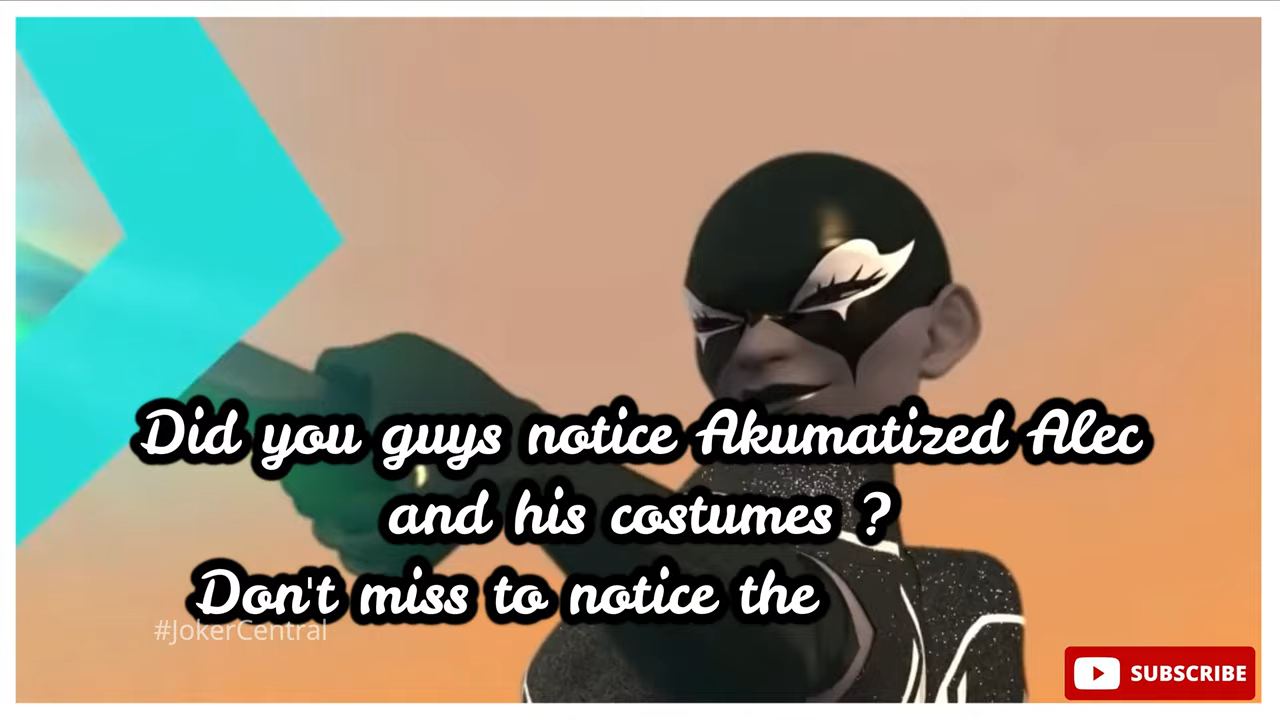 Did you guys notice Akumatized Alec
and his costumes ?
Don't miss to notice the
#JokerCentral
SUBSCRIBE